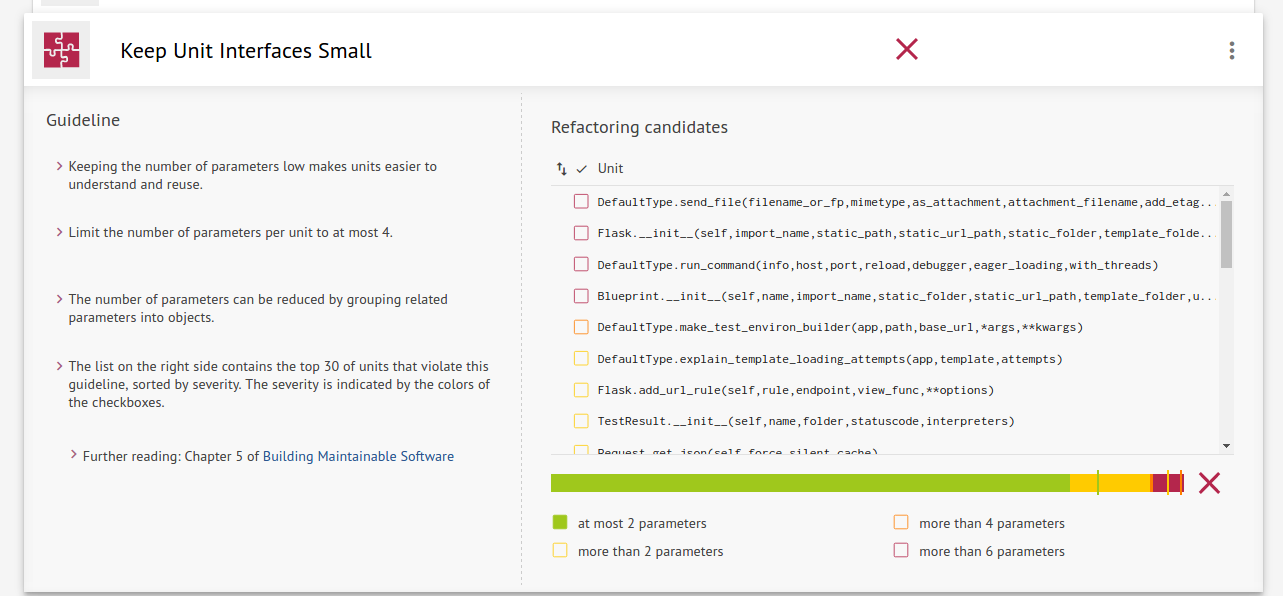 Keep Unit Interfaces Small
Guideline
Keeping the number of parameters low makes units easier to
understand and reuse.
Limit the number of parameters per unit to at most 4.
The number of parameters can be reduced by grouping related
parameters into objects.
The list on the right side contains the top 30 of units that violate this
guideline, sorted by severity. The severity is indicated by the colors of
the checkboxes.
Further reading: Chapter 5 of Building Maintainable Software
Refactoring candidates
Unit
DefaultType.send_file(filename_or_fp,mimetype,as_attachment,attachment_filename,add_etag...
Flask.__init__(self,import_name,static_path,static_url_path,static_folder,template_folde...
DefaultType.run_command(info,host,port,reload,debugger,eager_loading,with_threads)
Blueprint.__init__(self,name,import_name,static_folder,static_url_path,template_folder,u...
DefaultType.make_test_environ_builder(app,path,base_url,*args,**kwargs)
DefaultType.explain_template_loading_attempts(app,template,attempts)
Flask.add_url_rule(self,rule,endpoint,view_func,**options)
TestResult.__init__(self,name,folder,statuscode,interpreters)
Request.get_json(self,force,silent,cache)
at most 2 parameters
more than 2 parameters
more than 4 parameters
more than 6 parameters